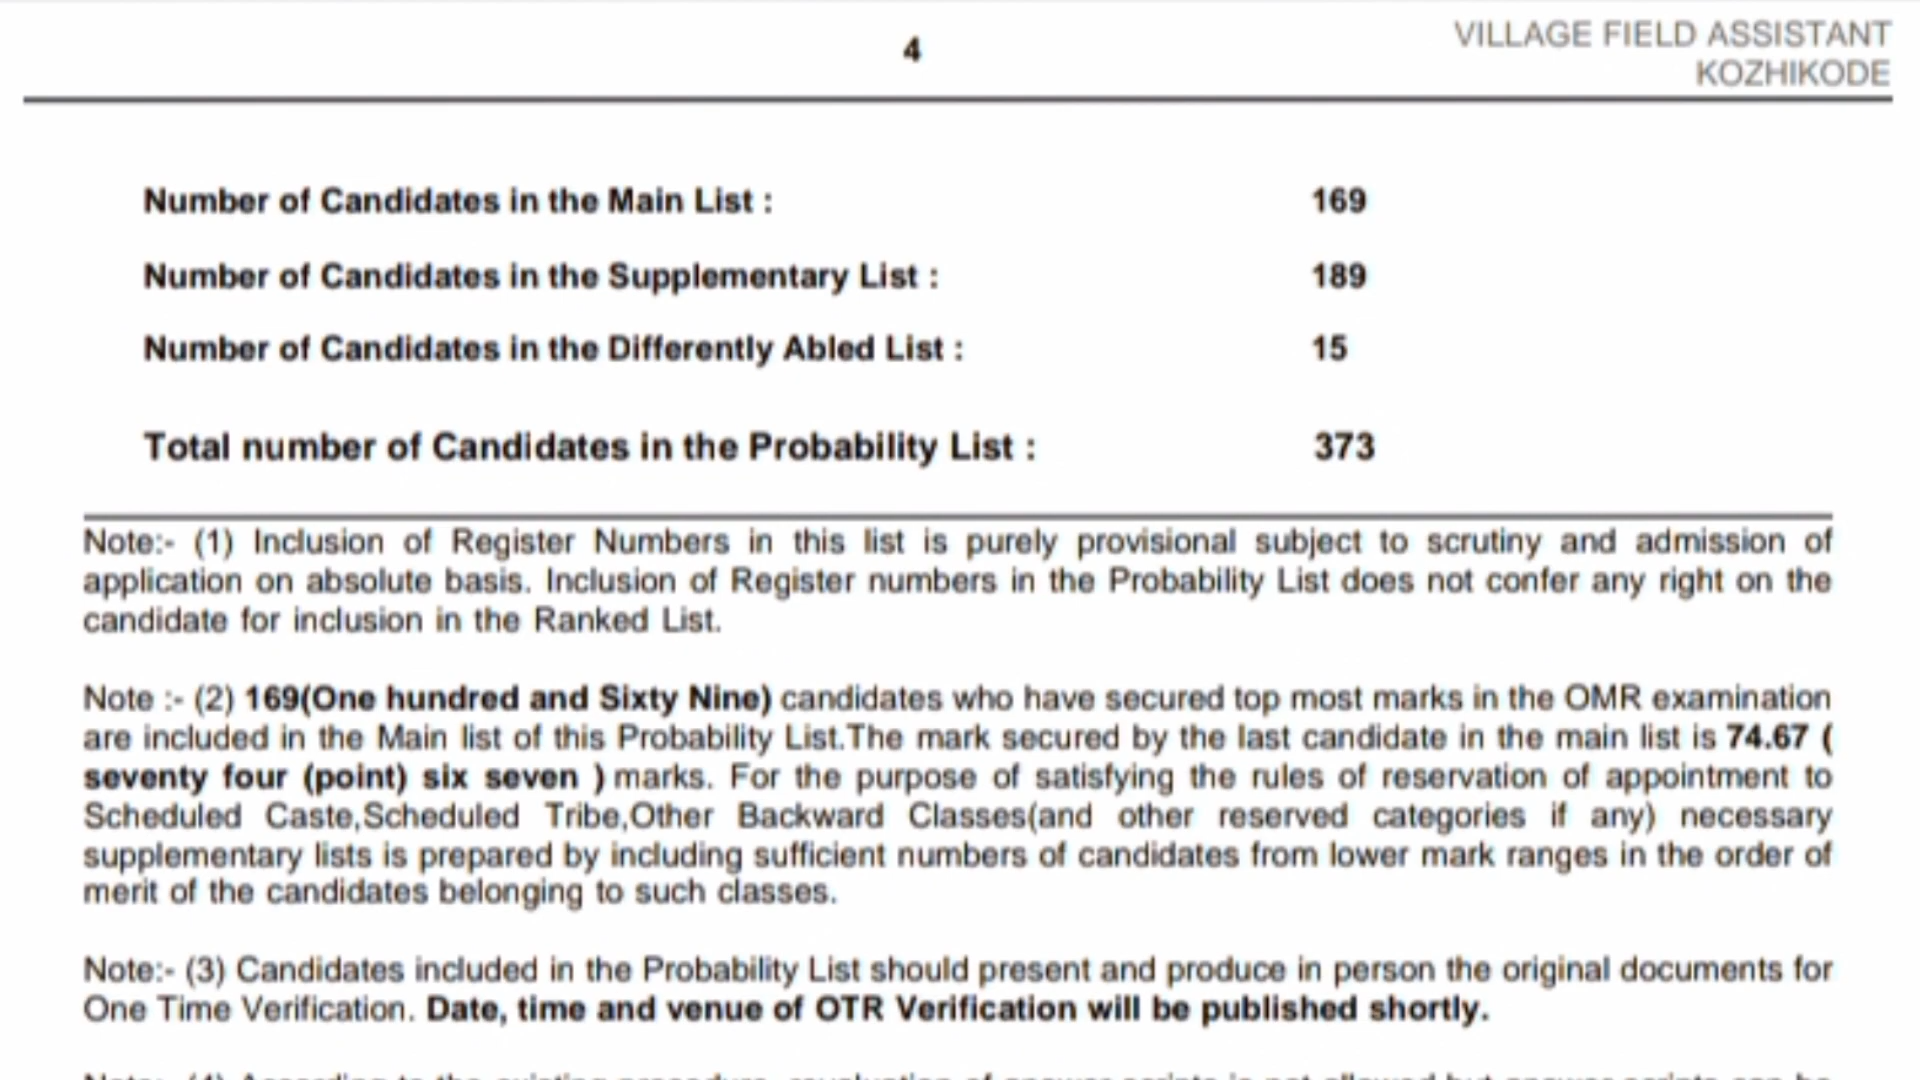 4
VILLAGE FIELD ASSISTANT
KOZHIKODE
Number of Candidates in the Main List : 169
Number of Candidates in the Supplementary List : 189
Number of Candidates in the Differently Abled List : 15
Total number of Candidates in the Probability List : 373
Note:- (1) Inclusion of Register Numbers in this list is purely provisional subject to scrutiny and admission of
application on absolute basis. Inclusion of Register numbers in the Probability List does not confer any right on the
candidate for inclusion in the Ranked List.
Note :- (2) 169(One hundred and Sixty Nine) candidates who have secured top most marks in the OMR examination
are included in the Main list of this Probability List.The mark secured by the last candidate in the main list is 74.67 (
seventy four (point) six seven ) marks. For the purpose of satisfying the rules of reservation of appointment to
Scheduled Caste,Scheduled Tribe,Other Backward Classes(and other reserved categories if any) necessary
supplementary lists is prepared by including sufficient numbers of candidates from lower mark ranges in the order of
merit of the candidates belonging to such classes.
Note:- (3) Candidates included in the Probability List should present and produce in person the original documents for
One Time Verification. Date, time and venue of OTR Verification will be published shortly.